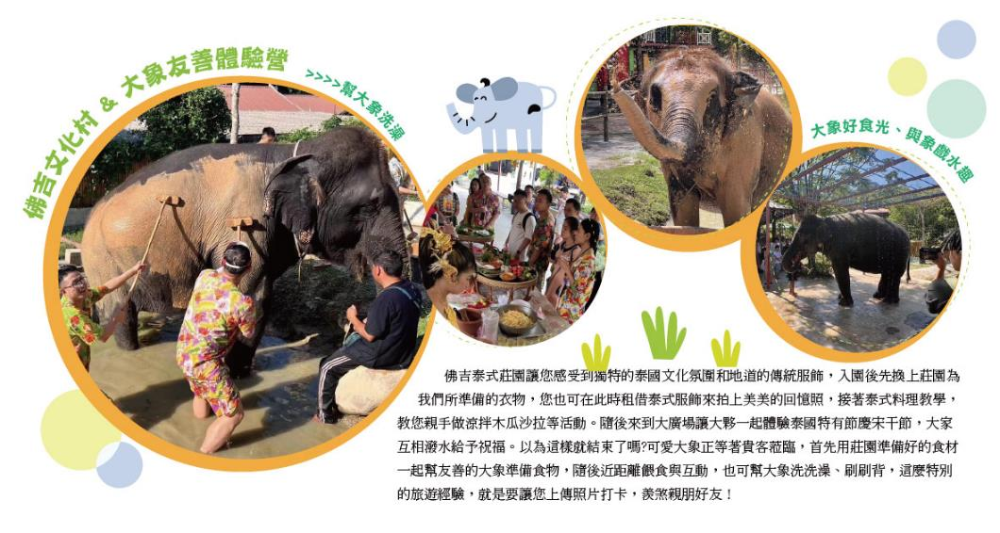 佛吉文化村 & 大象友善體驗營
>>>>幫大象洗澡
大象好食光、與象戲水趣
佛吉泰式莊園讓您感受到獨特的泰國文化氛圍和地道的傳統服飾，入園後先換上莊園為
我們所準備的衣物，您也可在此時租借泰式服飾來拍上美美的回憶照，接著泰式料理教學，
教您親手做涼拌木瓜沙拉等活動。隨後來到大廣場讓大夥一起體驗泰國特有節慶宋干節，大家
互相潑水給予祝福。以為這樣就結束了嗎?可愛大象正等著貴客蒞臨，首先用莊園準備好的食材
一起幫友善的大象準備食物，隨後近距離餵食與互動，也可幫大象洗洗澡、刷刷背，這麼特別
的旅遊經驗，就是要讓您上傳照片打卡，羨煞親朋好友！